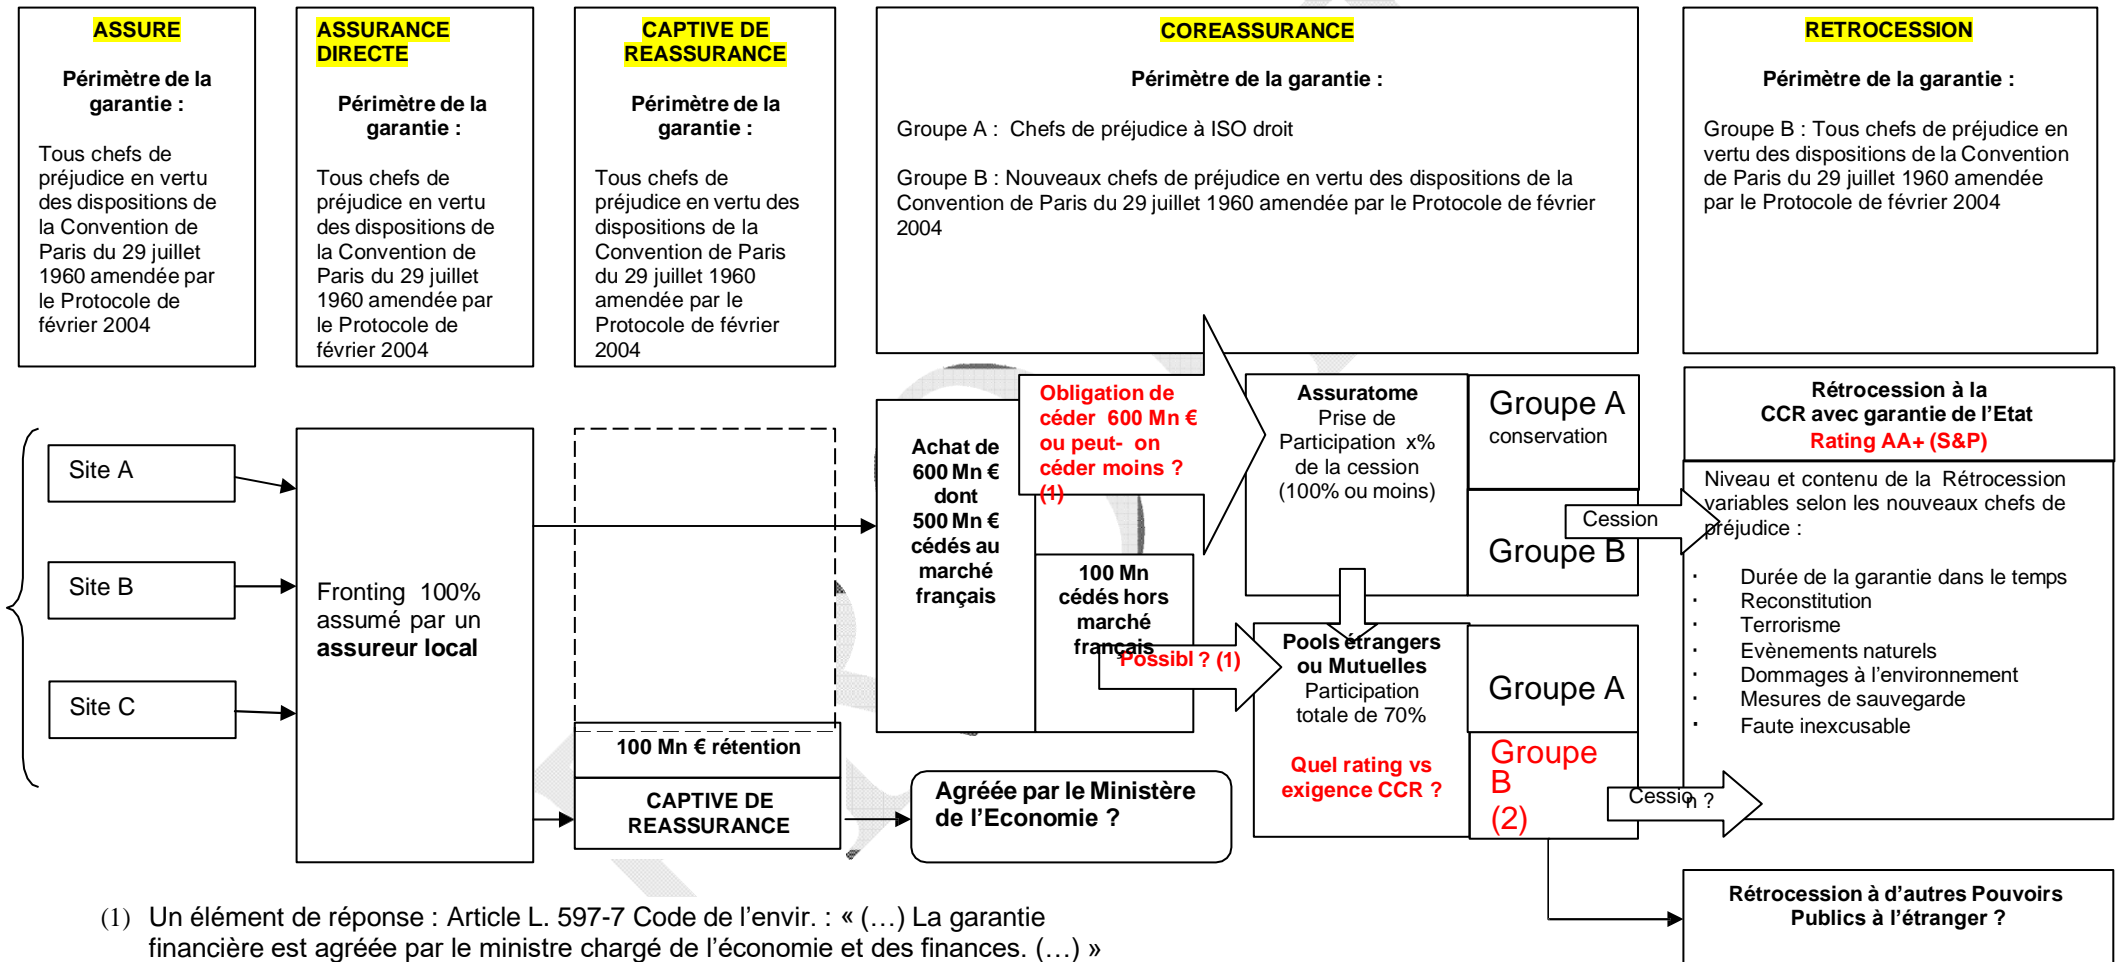 ASSURE
Périmètre de la
garantie :
Tous chefs de
préjudice en vertu
des dispositions de
la Convention de
Paris du 29 juillet
1960 amendée par
le Protocole de
février 2004
ASSURANCE
DIRECTE
Périmètre de la
garantie :
Tous chefs de
préjudice en vertu
des dispositions de
la Convention de
Paris du 29 juillet
1960 amendée par
le Protocole de
février 2004
CAPTIVE DE
REASSURANCE
Périmètre de la
garantie :
Tous chefs de
préjudice en vertu des
dispositions de la
Convention de Paris
du 29 juillet 1960
amendée par le
Protocole de février
2004
COREASSURANCE
Périmètre de la garantie :
Groupe A : Chefs de préjudice à ISO droit
Groupe B : Nouveaux chefs de préjudice en vertu des dispositions de la
Convention de Paris du 29 juillet 1960 amendée par le Protocole de février
2004
RETROCESSION
Périmètre de la garantie :
Groupe B : Tous chefs de préjudice en
vertu des dispositions de la Convention
de Paris du 29 juillet 1960 amendée
par le Protocole de février 2004
Site A
Site B
Site C
Fronting 100%
assumé par un
assureur local
100 Mn € rétention
CAPTIVE DE
REASSURANCE
Agréée par le Ministère
de l'Economie ?
Achat de
600 Mn €
dont
500 Mn €
cédés au
marché
français
100 Mn
cédés hors
marché
français
Obligation de
céder 600 Mn €
ou peut- on
céder moins ?
(1)
Possibl ? (1)
Assuratome
Prise de
Participation x%
de la cession
(100% ou moins)
Groupe A
conservation
Groupe B
Cession
Pools étrangers
ou Mutuelles
Participation
totale de 70%
Quel rating vs
exigence CCR ?
Groupe A
Groupe
B
(2)
Cession ?
Rétrocession à la
CCR avec garantie de l'Etat
Rating AA+ (S&P)
Niveau et contenu de la Rétrocession
variables selon les nouveaux chefs de
préjudice :
· Durée de la garantie dans le temps
· Reconstitution
· Terrorisme
· Evènements naturels
· Dommages à l'environnement
· Mesures de sauvegarde
· Faute inexcusable
Rétrocession à d'autres Pouvoirs
Publics à l'étranger ?
(1) Un élément de réponse : Article L. 597-7 Code de l'envir. : « (…) La garantie
financière est agréée par le ministre chargé de l'économie et des finances. (…) »